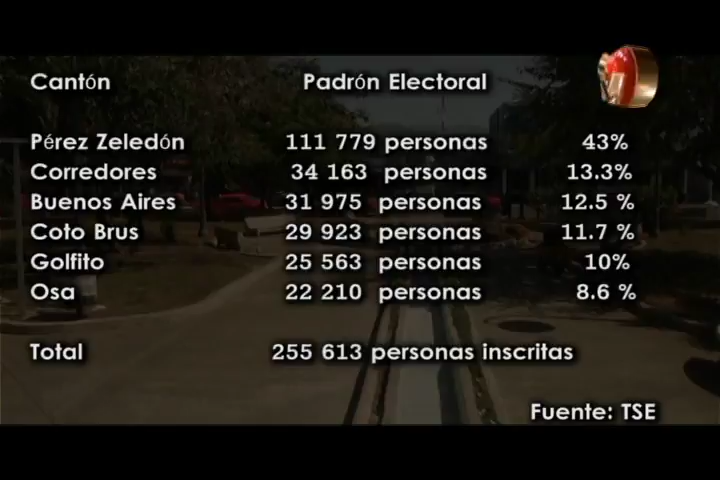 Cantón Padrón Electoral
Pérez Zeledón 111 779 personas 43%
Corredores 34 163 personas 13.3%
Buenos Aires 31 975 personas 12.5 %
Coto Brus 29 923 personas 11.7 %
Golfito 25 563 personas 10%
Osa 22 210 personas 8.6 %
Total 255 613 personas inscritas
Fuente: TSE